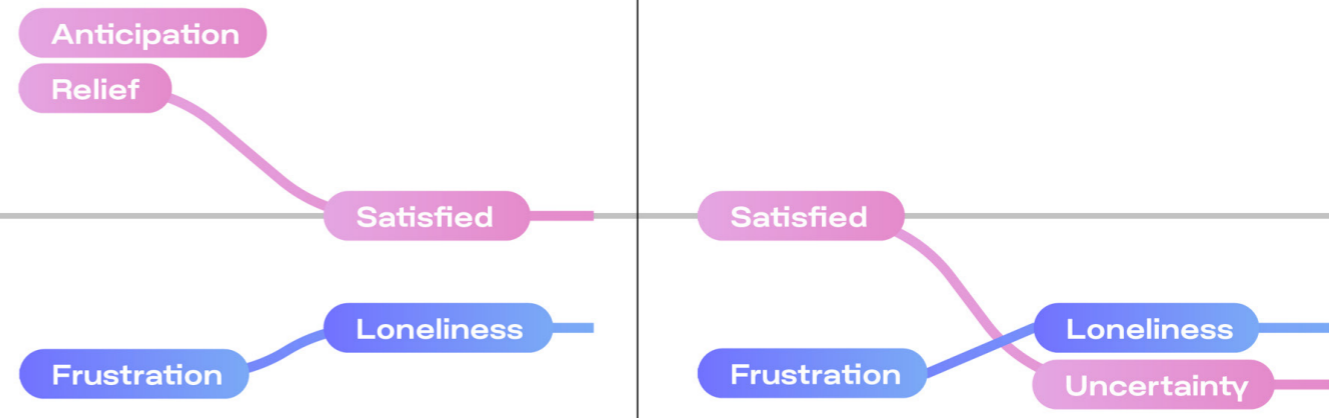 Anticipation
Relief
Satisfied
Loneliness
Frustration
Satisfied
Loneliness
Frustration
Uncertainty